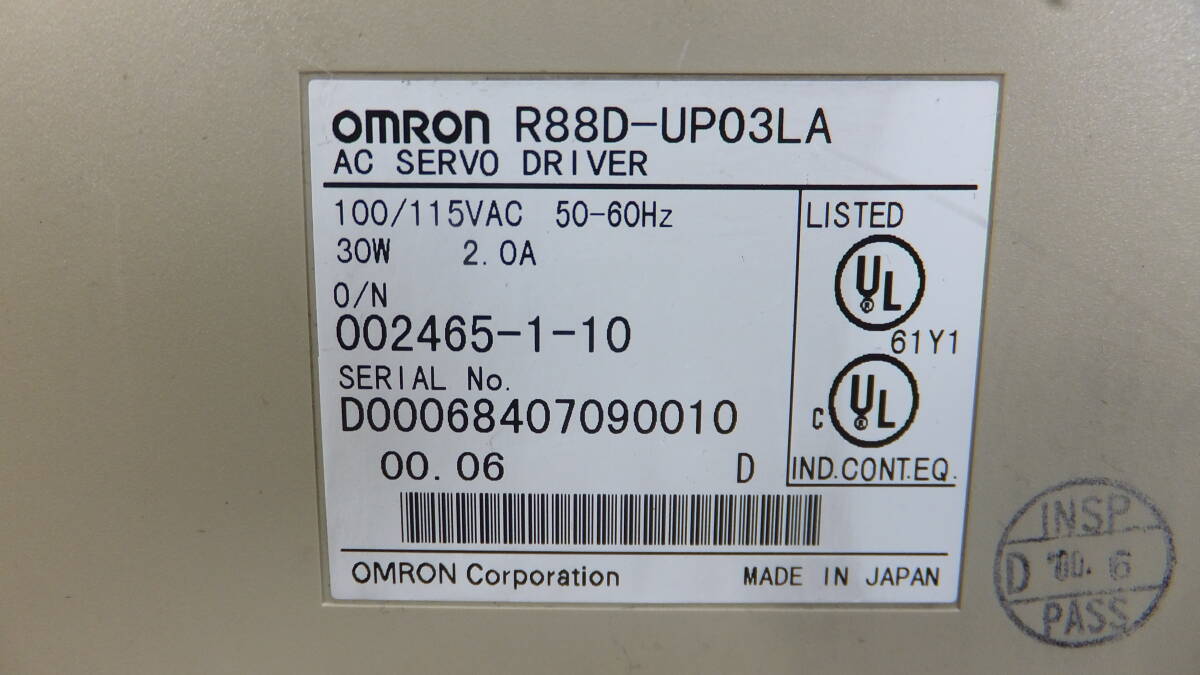 OMRON R88D-UP03LA
AC SERVO DRIVER
100/115VAC 50-60Hz
30W 2.0A
O/N
002465-1-10
SERIAL No.
D00068407090010
00.06 D
LISTED
UL
®
61Y1
C UL
®
IND.CONT.EQ.
OMRON Corporation MADE IN JAPAN
INSP
D '00. 6
PASS